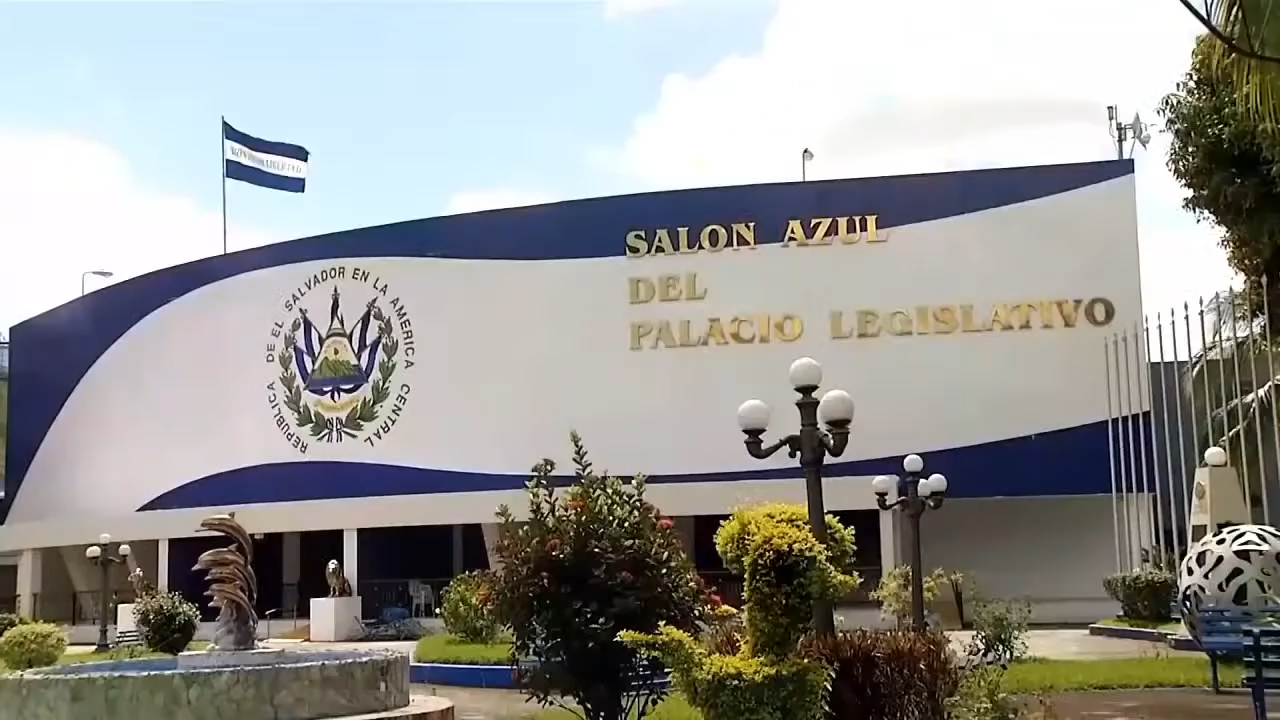 SALON AZUL
DEL
PALACIO LEGISLATIVO
REPUBLICA DE EL SALVADOR EN LA AMERICA CENTRAL